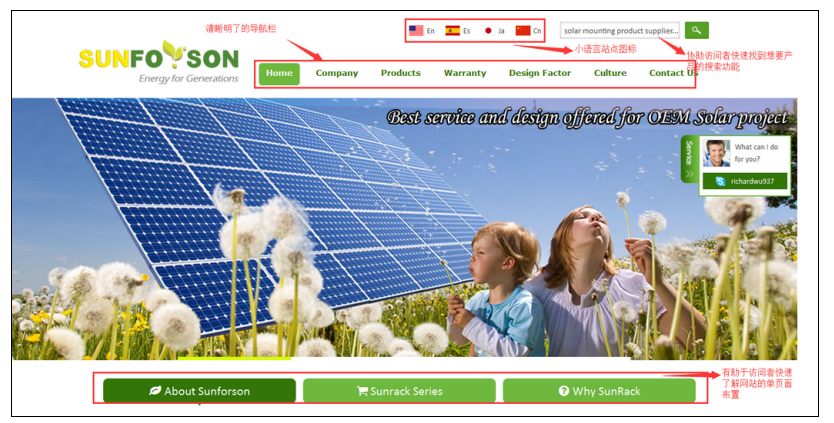 清晰明了的导航栏
En
Es
Ja
Cn
solar mounting product supplier...
小语言站点图标
协助访问者快速找到想要产
品的搜索功能
SUNFORSON
Energy for Generations
Home
Company
Products
Warranty
Design Factor
Culture
Contact Us
Best service and design offered for OEM Solar project
Service
What can I do
for you?
richardwu937
About Sunforson
Sunrack Series
Why SunRack
有助于访问者快速
了解网站的单页面
布置